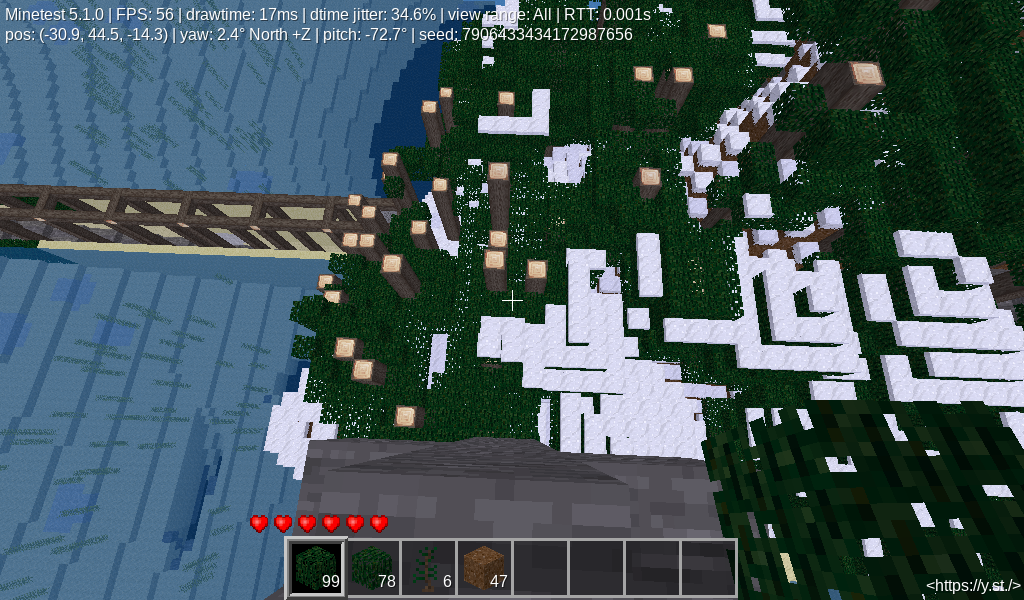 Minetest 5.1.0 | FPS: 56 | drawtime: 17ms | dtime jitter: 34.6% | view range: All | RTT: 0.001s
pos: (-30.9, 44.5, -14.3) | yaw: 2.4° North +Z | pitch: -72.7° | seed: 7906433434172987656
99 78 6 47
<https://y.st./>